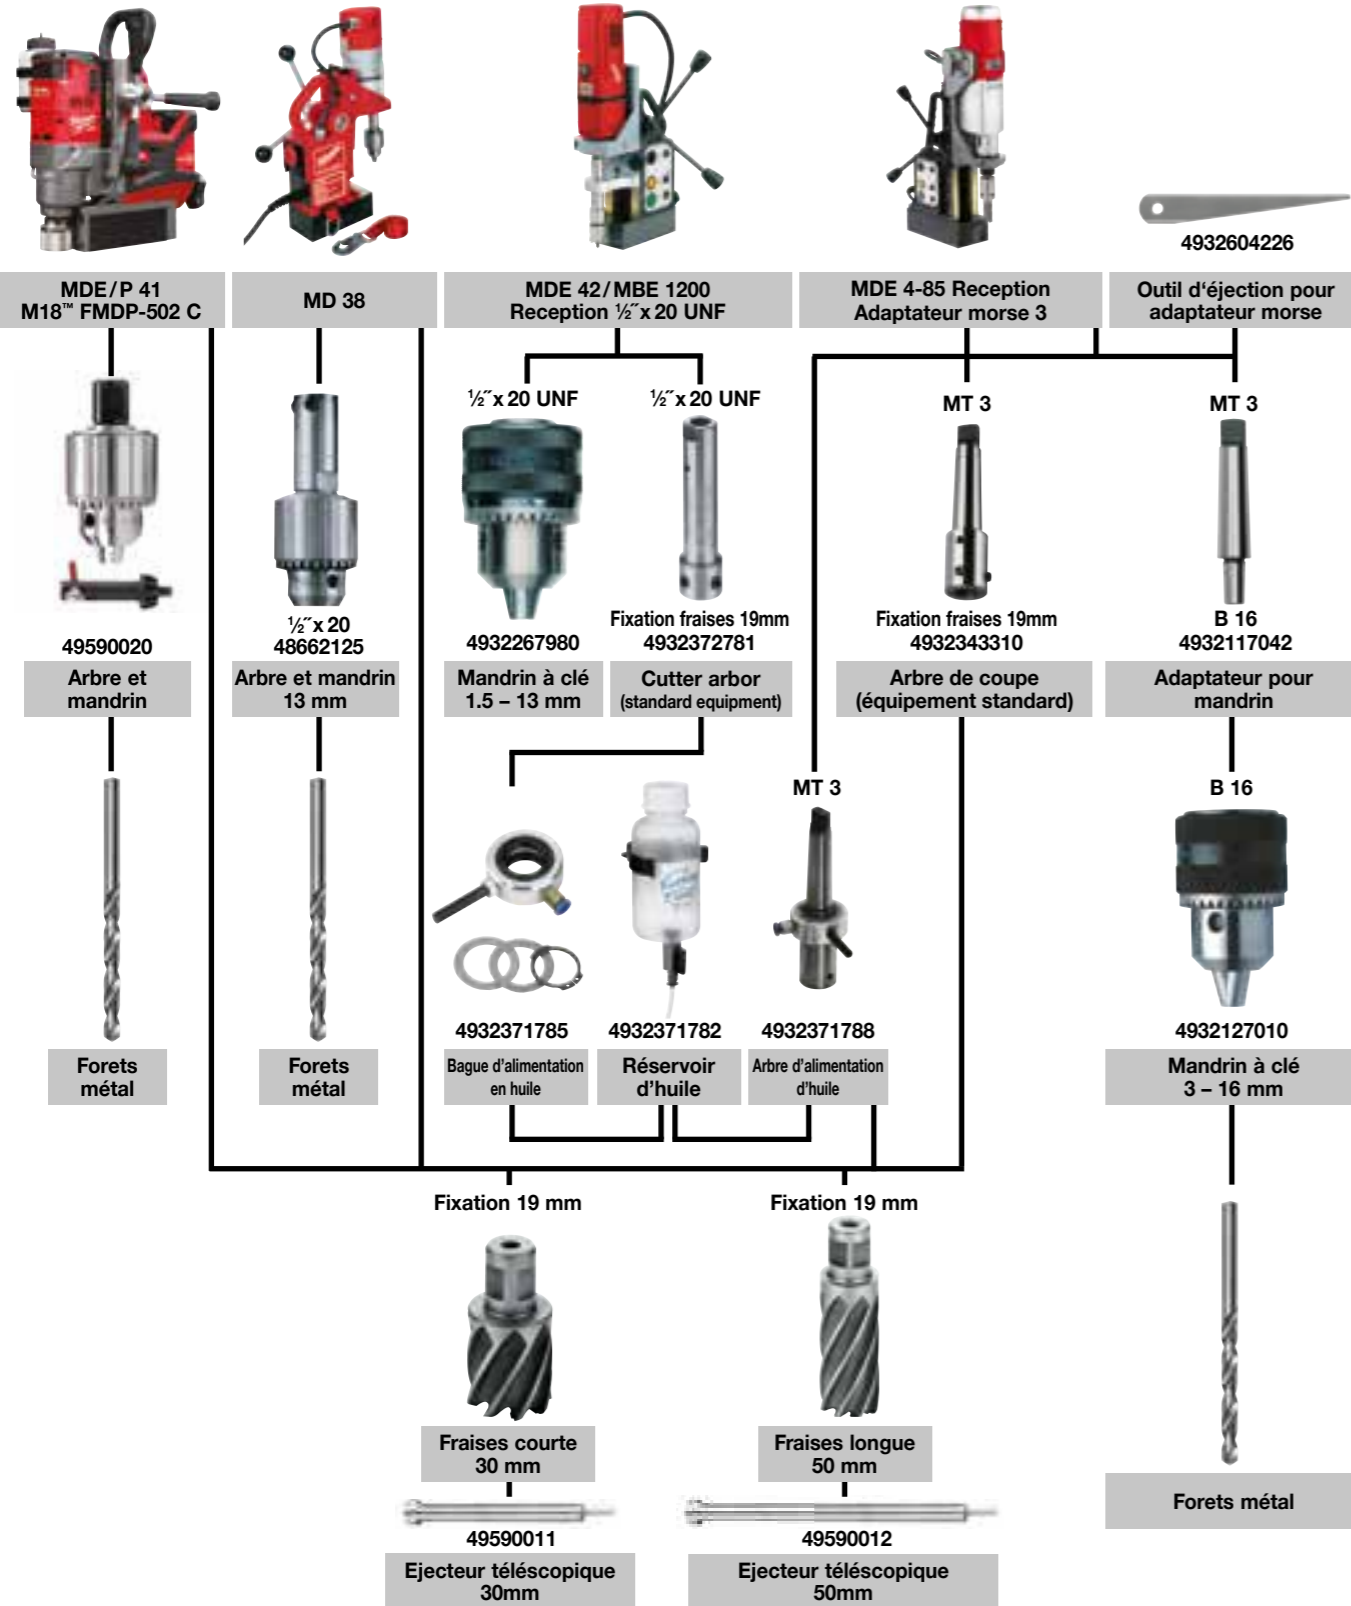 4932604226
MDE/P 41
M18™ FMDP-502 C
MD 38
MDE 42/MBE 1200
Reception ½˝x 20 UNF
MDE 4-85 Reception
Adaptateur morse 3
Outil d‘éjection pour
adaptateur morse
½˝x 20 UNF
½˝x 20 UNF
MT 3
MT 3
½˝x 20
Fixation fraises 19mm
Fixation fraises 19mm
B 16
49590020
48662125
4932267980
4932372781
4932343310
4932117042
Arbre et
mandrin
Arbre et mandrin
13 mm
Mandrin à clé
1.5 – 13 mm
Cutter arbor
(standard equipment)
Arbre de coupe
(équipement standard)
Adaptateur pour
mandrin
MT 3
B 16
4932371785
4932371782
4932371788
4932127010
Forets
métal
Forets
métal
Bague d’alimentation
en huile
Réservoir
d’huile
Arbre d’alimentation
d’huile
Mandrin à clé
3 – 16 mm
Fixation 19 mm
Fixation 19 mm
Fraises courte
30 mm
Fraises longue
50 mm
Forets métal
49590011
49590012
Ejecteur téléscopique
30mm
Ejecteur téléscopique
50mm